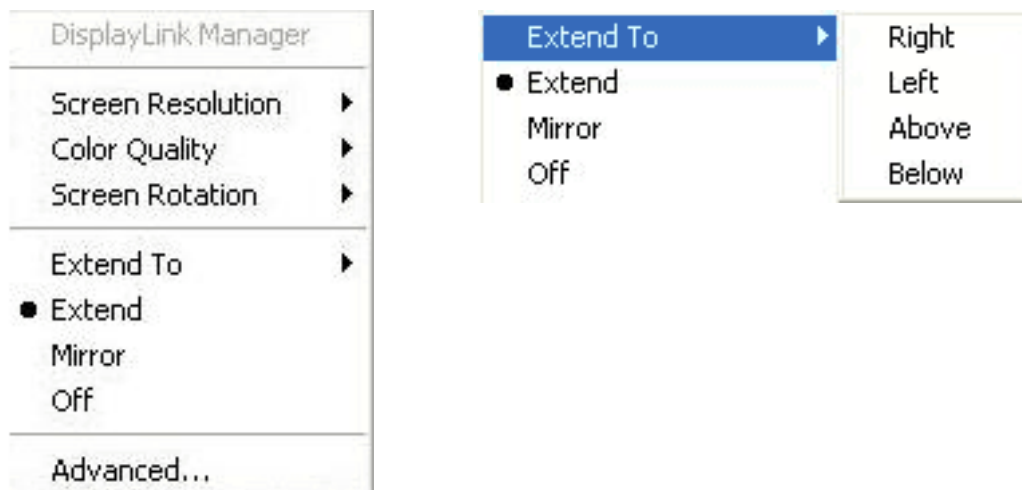 DisplayLink Manager
Screen Resolution
Color Quality
Screen Rotation
Extend To
Extend
Mirror
Off
Advanced...
Extend To
Extend
Mirror
Off
Right
Left
Above
Below